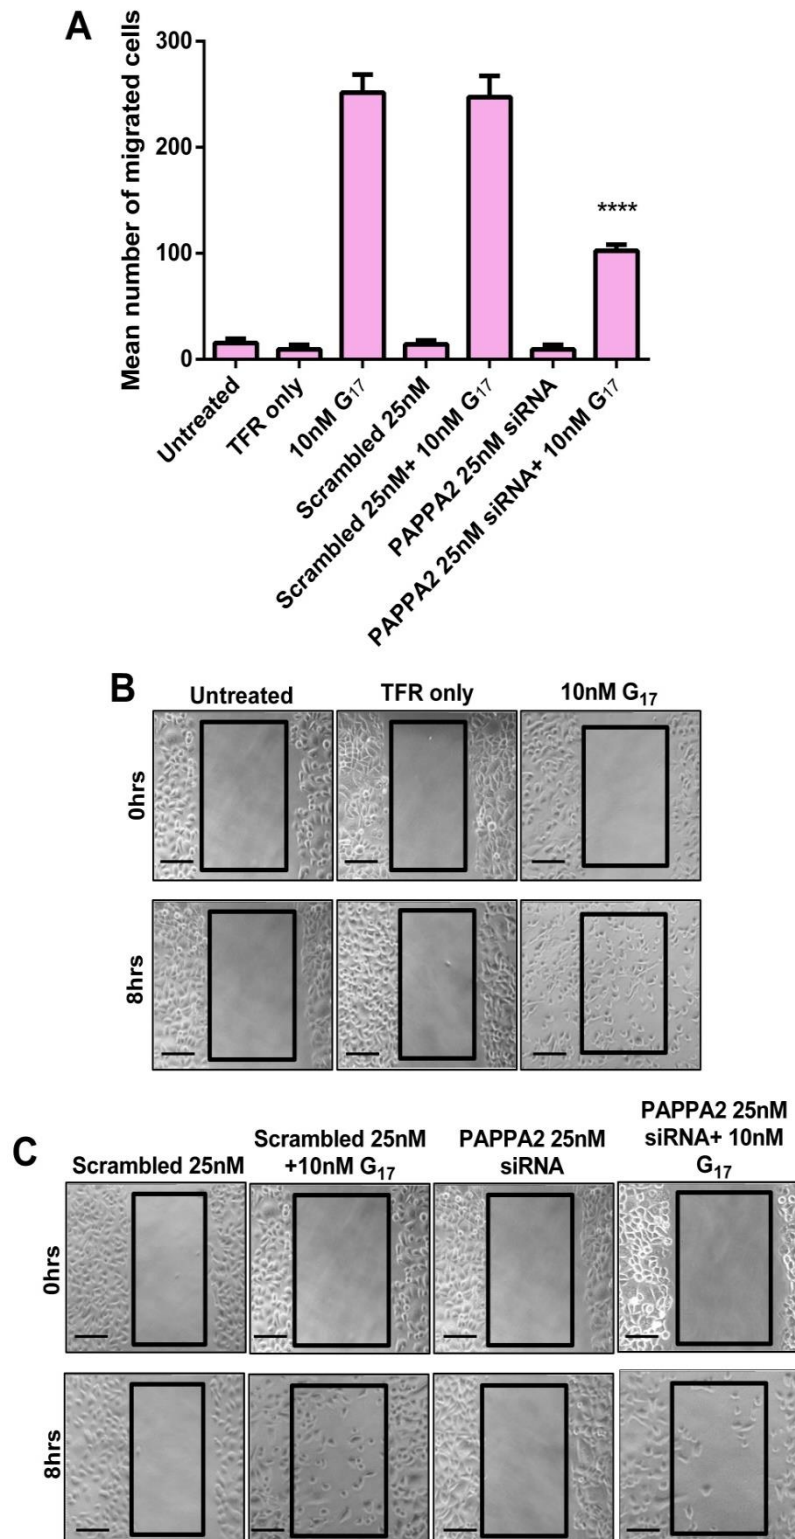 A
Mean number of migrated cells
300
200
100
0
****
Untreated
TFR only
10nM G₁₇
Scrambled 25nM
Scrambled 25nM+ 10nM G₁₇
PAPPA2 25nM siRNA
PAPPA2 25nM siRNA+ 10nM G₁₇
B
Untreated
TFR only
10nM G₁₇
0hrs
8hrs
C
Scrambled 25nM
Scrambled 25nM
+10nM G₁₇
PAPPA2 25nM
siRNA
PAPPA2 25nM
siRNA+ 10nM
G₁₇
0hrs
8hrs